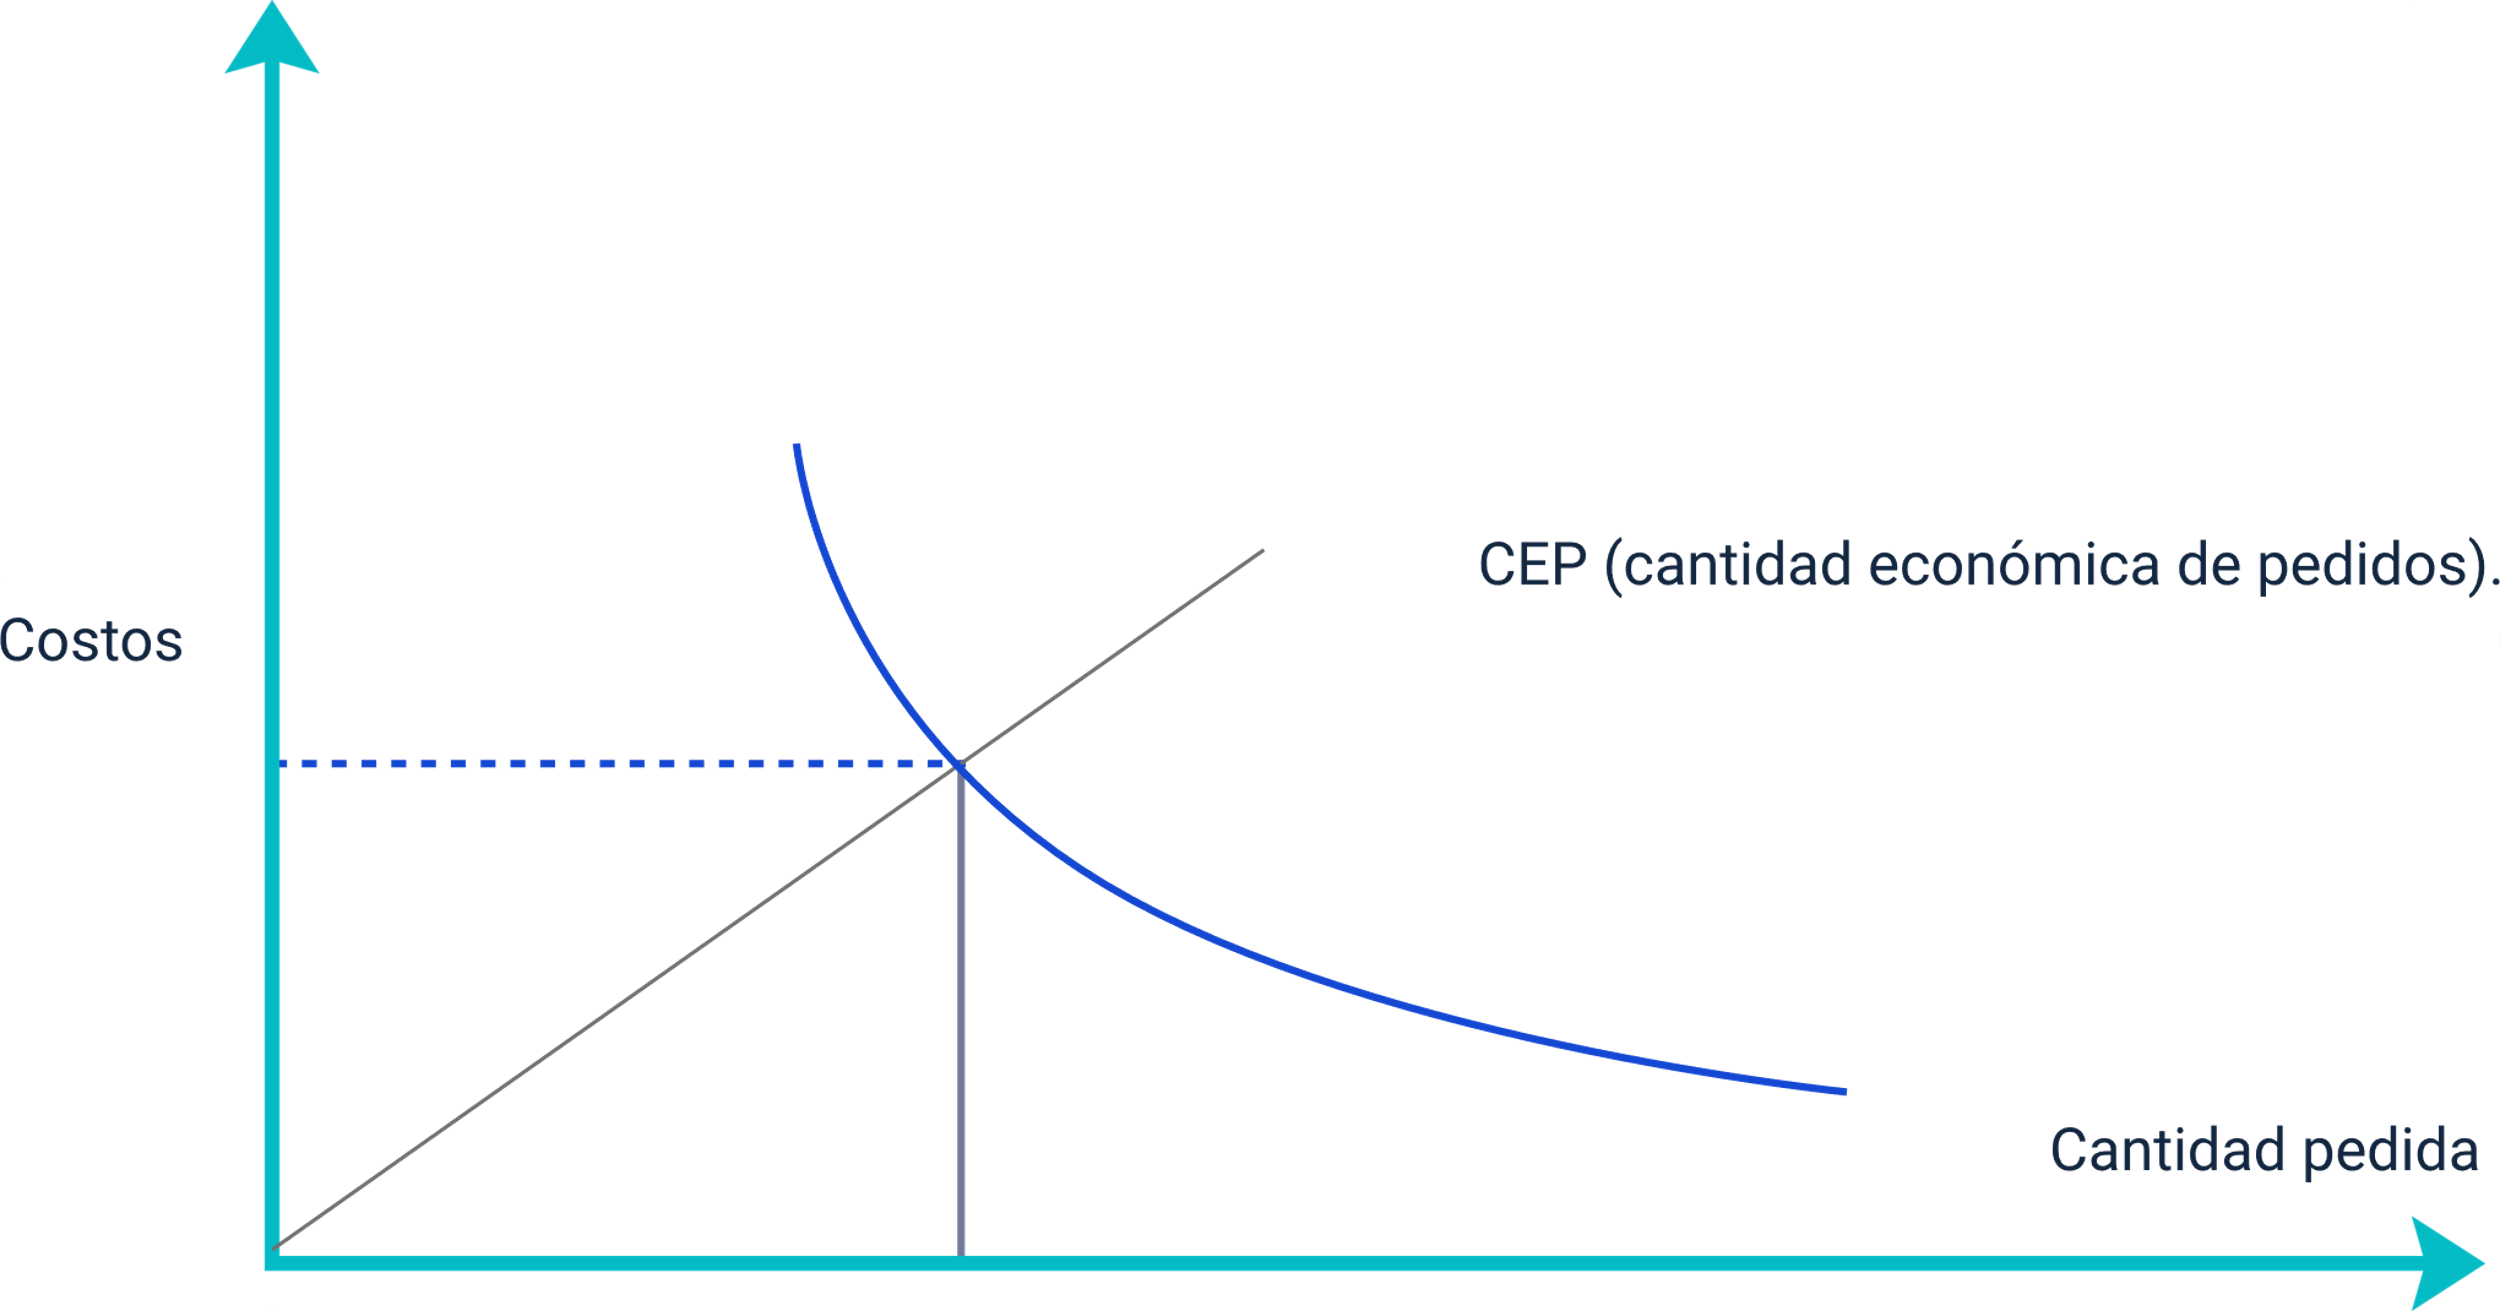 CEP (cantidad económica de pedidos).
Costos
Cantidad pedida